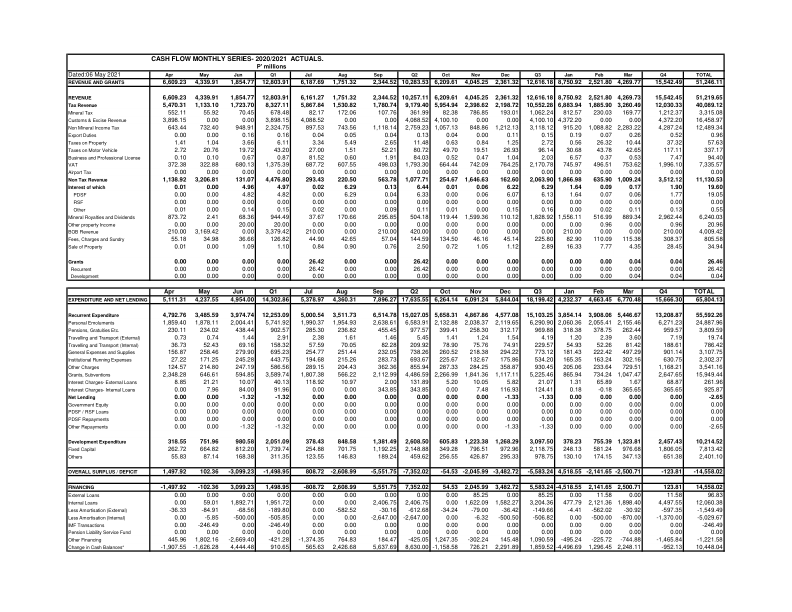 CASH FLOW MONTHLY SERIES- 2020/2021 ACTUALS.
P' millions
Dated:06 May 2021 Apr May Jun Q1 Jul Aug Sep Q2 Oct Nov Dec Q3 Jan Feb Mar Q4 TOTAL
REVENUE AND GRANTS 6,609.23 4,339.91 1,854.77 12,803.91 6,187.69 1,751.32 2,344.52 10,283.53 6,209.61 4,045.25 2,361.32 12,616.18 8,750.92 2,521.80 4,269.77 15,542.49 51,246.11
REVENUE 6,609.23 4,339.91 1,854.77 12,803.91 6,161.27 1,751.32 2,344.52 10,257.11 6,209.61 4,045.25 2,361.32 12,616.18 8,750.92 2,521.80 4,269.73 15,542.45 51,219.65
Tax Revenue 5,470.31 1,133.10 1,723.70 8,327.11 5,867.84 1,530.82 1,780.74 9,179.40 5,954.94 2,398.62 2,198.72 10,552.28 6,883.94 1,885.90 3,260.49 12,030.33 40,089.12
Mineral Tax 552.11 55.92 70.45 678.48 82.17 171.06 107.76 361.99 82.38 786.85 193.01 1,062.24 812.57 230.03 169.77 1,212.37 3,315.08
Customs & Excise Revenue 3,898.15 0.00 0.00 3,898.15 4,088.52 0.00 0.00 4,088.52 4,100.10 0.00 0.00 4,100.10 4,372.20 0.00 0.00 4,372.20 16,458.97
Non Mineral Income Tax 643.44 732.40 948.91 2,324.75 897.53 743.56 1,118.14 2,759.23 1,057.13 848.86 1,212.13 3,118.12 915.20 1,088.82 2,283.22 4,287.24 12,489.34
Export Duties 0.00 0.00 0.16 0.16 0.04 0.05 0.04 0.13 0.04 0.11 0.00 0.15 0.19 0.07 0.26 0.52 0.96
Taxes on Property 1.41 1.04 3.66 6.11 3.34 5.49 2.65 11.48 0.63 0.84 1.25 2.72 0.56 26.32 10.44 37.32 57.63
Taxes on Motor Vehicle 2.72 20.76 19.72 43.20 27.00 1.51 52.21 80.72 49.70 19.51 26.93 96.14 30.68 43.78 42.65 117.11 337.17
Business and Professional License 0.10 0.10 0.67 0.87 81.52 0.60 1.91 84.03 0.52 0.47 1.04 2.03 0.57 6.37 0.53 7.47 94.40
VAT 372.38 322.88 680.13 1,375.39 687.72 607.55 498.03 1,793.30 654.44 742.09 764.25 2,170.78 745.97 496.51 753.62 1,996.10 7,335.57
Airport Tax
Non Tax Revenue 1,138.92 3,206.81 131.07 4,476.80 293.43 220.50 563.78 1,077.71 254.67 1,646.63 162.60 2,063.90 1,866.98 635.90 1,009.24 3,512.12 11,130.53
Interest of which 0.01 0.00 4.96 4.97 0.02 6.29 0.13 6.44 0.01 0.06 6.22 6.29 1.64 0.09 0.17 1.90 19.60
PDSF 0.00 0.00 4.82 4.82 0.00 6.29 0.04 6.33 0.00 0.06 6.07 6.13 1.64 0.07 0.06 1.77 19.05
RSF 0.00 0.00 0.00 0.00 0.00 0.00 0.00 0.00 0.00 0.00 0.00 0.00 0.00 0.00 0.00 0.00 0.00
Other 0.01 0.00 0.14 0.15 0.02 0.00 0.09 0.11 0.01 0.00 0.15 0.16 0.00 0.02 0.11 0.13 0.55
Mineral Royalties and Dividends 873.72 2.41 68.36 944.49 37.67 170.66 295.85 504.18 119.44 1,599.36 110.12 1,828.92 1,556.11 516.99 889.34 2,962.44 6,240.03
Other property Income 0.00 0.00 20.00 20.00 0.00 0.00 0.00 0.00 0.00 0.00 0.00 0.00 0.00 0.96 0.00 0.96 20.96
BOB Revenue 210.00 3,169.42 0.00 3,379.42 210.00 0.00 210.00 420.00 0.00 0.00 0.00 0.00 210.00 0.00 0.00 210.00 4,009.42
Fees, Charges and Sundry 55.18 34.98 36.66 126.82 44.90 42.65 57.04 144.59 134.50 46.16 45.14 225.80 82.90 110.09 115.38 308.37 805.58
Sale of Property 0.01 0.00 1.09 1.10 0.84 0.90 0.76 2.50 0.72 1.05 1.12 2.89 16.33 7.77 4.35 28.45 34.94
Grants 0.00 0.00 0.00 0.00 26.42 0.00 0.00 26.42 0.00 0.00 0.00 0.00 0.00 0.00 0.04 0.04 26.46
Recurrent 0.00 0.00 0.00 0.00 26.42 0.00 0.00 26.42 0.00 0.00 0.00 0.00 0.00 0.00 0.00 0.00 26.42
Development 0.00 0.00 0.00 0.00 0.00 0.00 0.00 0.00 0.00 0.00 0.00 0.00 0.00 0.00 0.04 0.04 0.04
Apr May Jun Q1 Jul Aug Sep Q2 Oct Nov Dec Q3 Jan Feb Mar Q4 TOTAL
EXPENDITURE AND NET LENDING 5,111.31 4,237.55 4,954.00 14,302.86 5,378.97 4,360.31 7,896.27 17,635.55 6,264.14 6,091.24 5,844.04 18,199.42 4,232.37 4,663.45 6,770.48 15,666.30 65,804.13
Recurrent Expenditure 4,792.76 3,485.59 3,974.74 12,253.09 5,000.54 3,511.73 6,514.78 15,027.05 5,658.31 4,867.86 4,577.08 15,103.25 3,854.14 3,908.06 5,446.67 13,208.87 55,592.26
Personal Emoluments 1,859.40 1,878.11 2,004.41 5,741.92 1,990.37 1,954.93 2,638.61 6,583.91 2,132.88 2,038.37 2,119.65 6,290.90 2,060.36 2,055.41 2,155.46 6,271.23 24,887.96
Pensions, Gratuities Etc. 230.11 234.02 438.44 902.57 285.30 236.82 455.45 977.57 399.41 258.30 312.17 969.88 318.38 378.75 262.44 959.57 3,809.59
Travelling and Transport (External) 0.73 0.74 1.44 2.91 2.38 1.61 1.46 5.45 1.41 1.24 1.54 4.19 1.20 2.39 3.60 7.19 19.74
Travelling and Transport (Internal) 36.73 52.43 69.16 158.32 57.59 70.05 82.28 209.92 78.90 75.76 74.91 229.57 54.93 52.26 81.42 188.61 786.42
General Expenses and Supplies 156.87 258.46 279.90 695.23 254.77 251.44 232.05 738.26 260.52 218.38 294.22 773.12 181.43 222.42 497.29 901.14 3,107.75
Institutional Running Expenses 27.22 171.25 245.28 443.75 194.68 215.26 283.73 693.67 225.67 132.67 175.86 534.20 165.35 163.24 302.16 630.75 2,302.37
Other Charges 124.57 214.80 247.19 586.56 289.15 204.43 362.36 855.94 287.33 284.25 358.87 930.45 205.06 233.64 729.51 1,168.21 3,541.16
Grants, Subventions 2,348.28 646.61 594.85 3,589.74 1,807.38 566.22 2,112.99 4,486.59 2,266.99 1,841.36 1,117.11 5,225.46 865.94 734.24 1,047.23 2,647.41 15,949.44
Interest Charges- External Loans 8.85 21.21 10.07 40.13 118.92 10.97 2.00 131.89 5.20 10.05 5.82 21.07 1.31 65.89 1.67 68.87 261.96
Interest Charges- Internal Loans 0.00 7.96 84.00 91.96 0.00 0.00 343.85 343.85 0.00 7.48 116.93 124.41 0.18 -0.18 365.65 365.65 925.87
Net Lending 0.00 0.00 -1.32 -1.32 0.00 0.00 0.00 0.00 0.00 0.00 -1.33 -1.33 0.00 0.00 0.00 0.00 -2.65
Government Equity 0.00 0.00 0.00 0.00 0.00 0.00 0.00 0.00 0.00 0.00 0.00 0.00 0.00 0.00 0.00 0.00 0.00
PDSF / RSF Loans 0.00 0.00 0.00 0.00 0.00 0.00 0.00 0.00 0.00 0.00 0.00 0.00 0.00 0.00 0.00 0.00 0.00
PDSF Repayments 0.00 0.00 0.00 0.00 0.00 0.00 0.00 0.00 0.00 0.00 0.00 0.00 0.00 0.00 0.00 0.00 0.00
Other Repayments 0.00 0.00 -1.32 -1.32 0.00 0.00 0.00 0.00 0.00 0.00 -1.33 -1.33 0.00 0.00 0.00 0.00 -2.65
Development Expenditure 318.55 751.96 980.58 2,051.09 378.43 848.58 1,381.49 2,608.50 605.83 1,223.38 1,268.29 3,097.50 378.23 755.39 1,323.81 2,457.43 10,214.52
Fixed Capital 262.72 664.82 812.20 1,739.74 254.88 701.75 1,192.25 2,148.88 349.28 796.51 972.96 2,118.75 248.13 581.24 976.68 1,806.05 7,813.42
Others 55.83 87.14 168.38 311.35 123.55 146.83 189.24 459.62 256.55 426.87 295.33 978.75 130.10 174.15 347.13 651.38 2,401.10
OVERALL SURPLUS / DEFICIT 1,497.92 102.36 -3,099.23 -1,498.95 808.72 -2,608.99 -5,551.75 -7,352.02 -54.53 -2,045.99 -3,482.72 -5,583.24 4,518.55 -2,141.65 -2,500.71 -123.81 -14,558.02
FINANCING -1,497.92 -102.36 3,099.23 1,498.95 -808.72 2,608.99 5,551.75 7,352.02 54.53 2,045.99 3,482.72 5,583.24 -4,518.55 2,141.65 2,500.71 123.81 14,558.02
External Loans 0.00 0.00 0.00 0.00 0.00 0.00 0.00 0.00 0.00 85.25 0.00 85.25 0.00 11.58 0.00 11.58 96.83
Internal Loans 0.00 59.01 1,892.71 1,951.72 0.00 0.00 2,406.75 2,406.75 0.00 1,622.09 1,582.27 3,204.36 477.79 2,121.36 1,898.40 4,497.55 12,060.38
Less Amortisation (External) -36.33 -84.91 -68.56 -189.80 0.00 -582.52 -30.16 -612.68 -34.24 -79.00 -36.42 -149.66 -4.41 -562.02 -30.92 -597.35 -1,549.49
Less Amortisation (Internal) 0.00 -5.85 -500.00 -505.85 0.00 0.00 -2,647.00 -2,647.00 0.00 -6.32 -500.50 -506.82 0.00 -500.00 -870.00 -1,370.00 -5,029.67
IMF Transactions 0.00 -246.49 0.00 -246.49 0.00 0.00 0.00 0.00 0.00 0.00 0.00 0.00 0.00 0.00 0.00 0.00 -246.49
Pension Liability Service Fund 0.00 0.00 0.00 0.00 0.00 0.00 0.00 0.00 0.00 0.00 0.00 0.00 0.00 0.00 0.00 0.00 0.00
Other Financing 445.96 1,802.16 -2,669.40 -421.28 -1,374.35 764.83 184.47 -425.05 1,247.35 -302.24 145.48 1,090.59 -495.24 -225.72 -744.88 -1,465.84 -1,221.58
Change in Cash Balances* -1,907.55 -1,626.28 4,444.48 910.65 565.63 2,426.68 5,637.69 8,630.00 -1,158.58 726.21 2,291.89 1,859.52 -4,496.69 1,296.45 2,248.11 -952.13 10,448.04